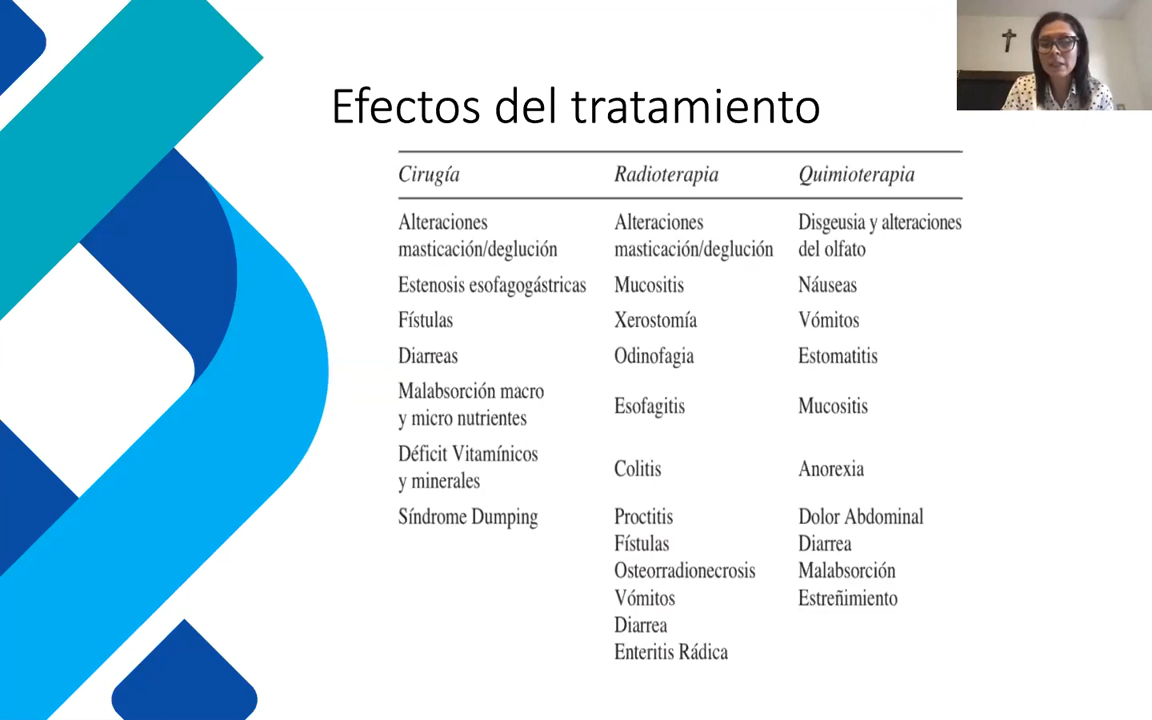 Efectos del tratamiento
Cirugía Radioterapia Quimioterapia
Alteraciones Alteraciones Disgeusia y alteraciones
masticación/deglución masticación/deglución del olfato
Estenosis esofagogástricas Mucositis Náuseas
Fístulas Xerostomía Vómitos
Diarreas Odinofagia Estomatitis
Malabsorción macro
y micro nutrientes Esofagitis Mucositis
Déficit Vitamínicos
y minerales Colitis Anorexia
Síndrome Dumping Proctitis Dolor Abdominal
Fístulas Diarrea
Osteorradionecrosis Malabsorción
Vómitos Estreñimiento
Diarrea
Enteritis Rádica